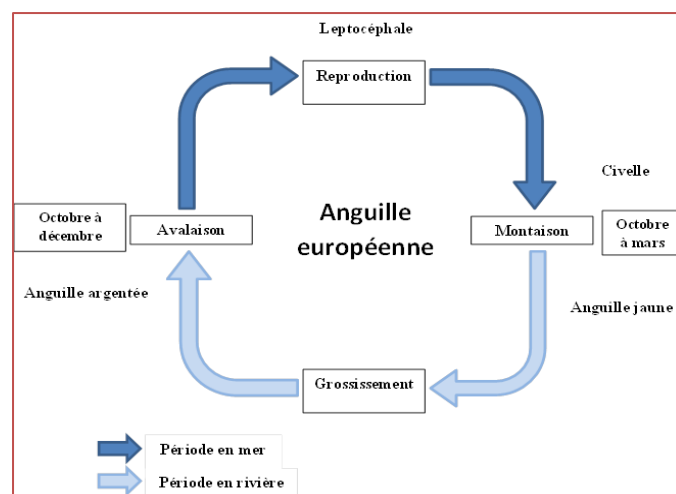 Leptocéphale
Reproduction
Civelle
Octobre à
décembre
Avalaison
Anguille
européenne
Montaison
Octobre
à mars
Anguille argentée
Anguille jaune
Grossissement
Période en mer
Période en rivière